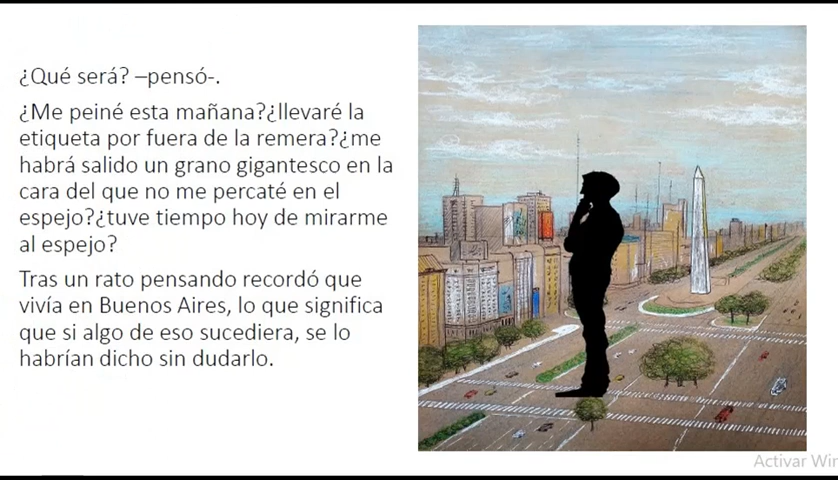 ¿Qué será? –pensó-.
¿Me peiné esta mañana?¿llevaré la
etiqueta por fuera de la remera?¿me
habrá salido un grano gigantesco en la
cara del que no me percaté en el
espejo?¿tuve tiempo hoy de mirarme
al espejo?
Tras un rato pensando recordó que
vivía en Buenos Aires, lo que significa
que si algo de eso sucediera, se lo
habrían dicho sin dudarlo.
Activar Win